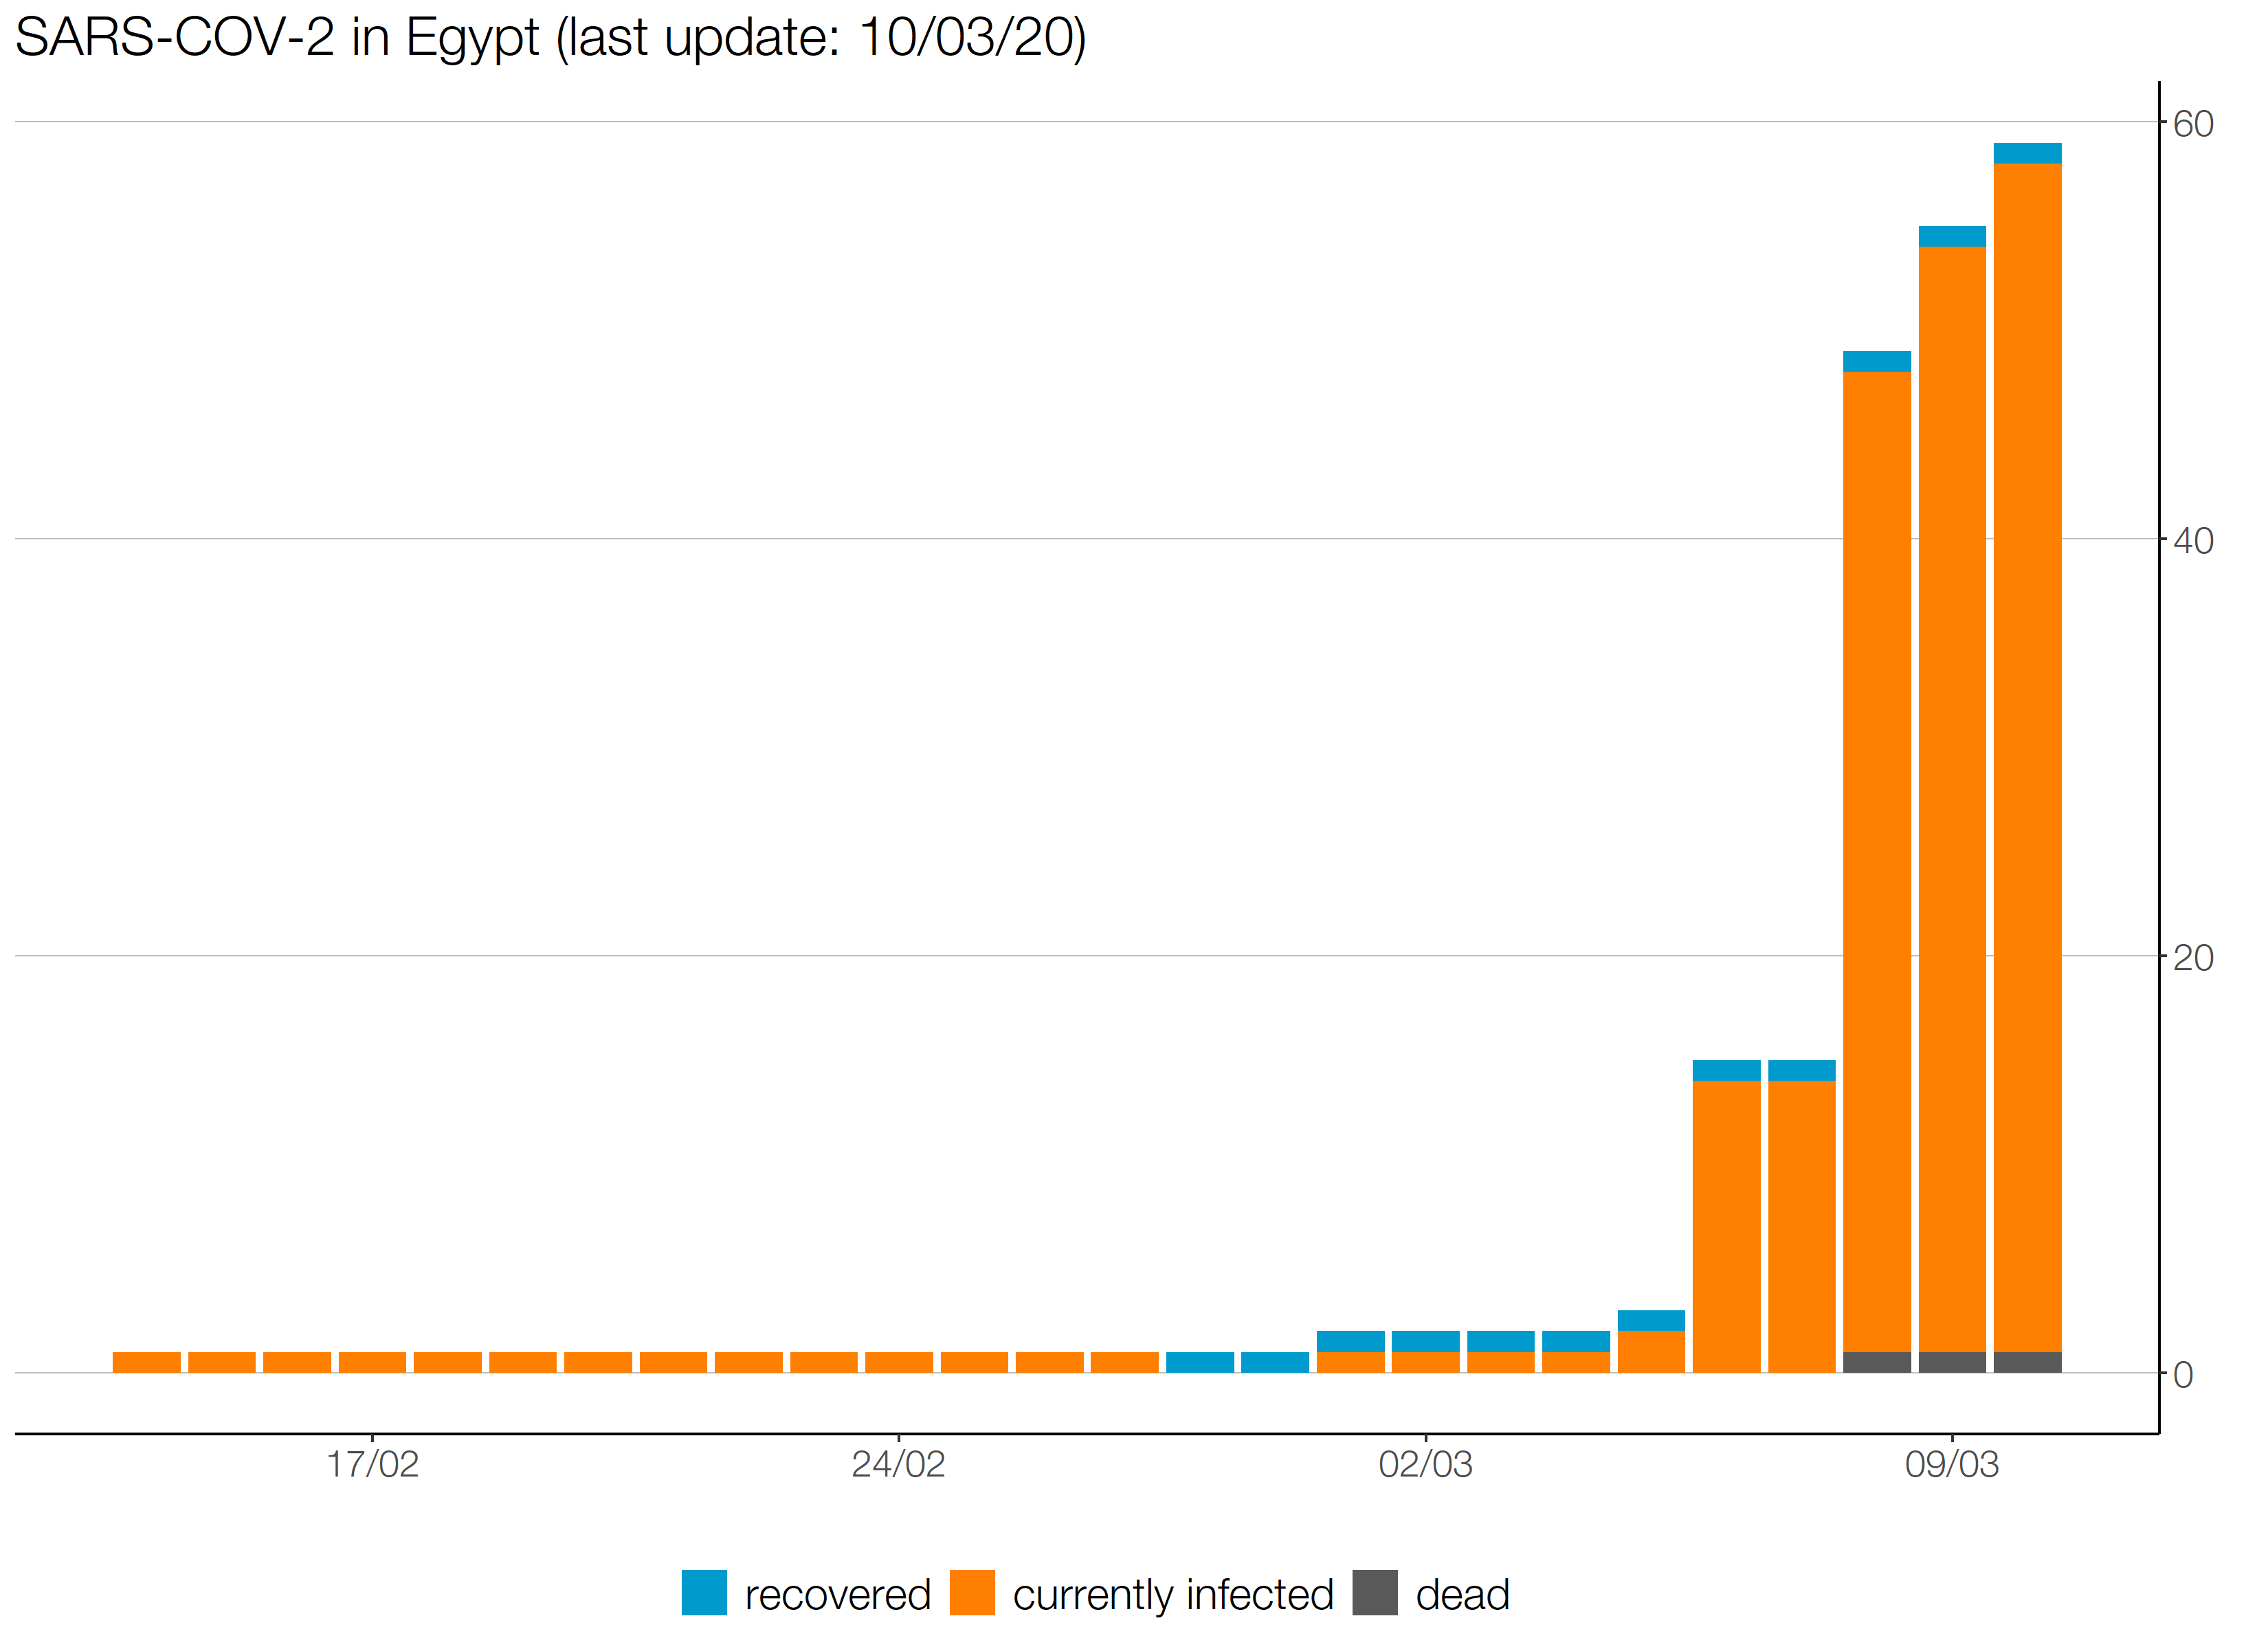 SARS-COV-2 in Egypt (last update: 10/03/20)
60
40
20
0
17/02 24/02 02/03 09/03
recovered currently infected dead